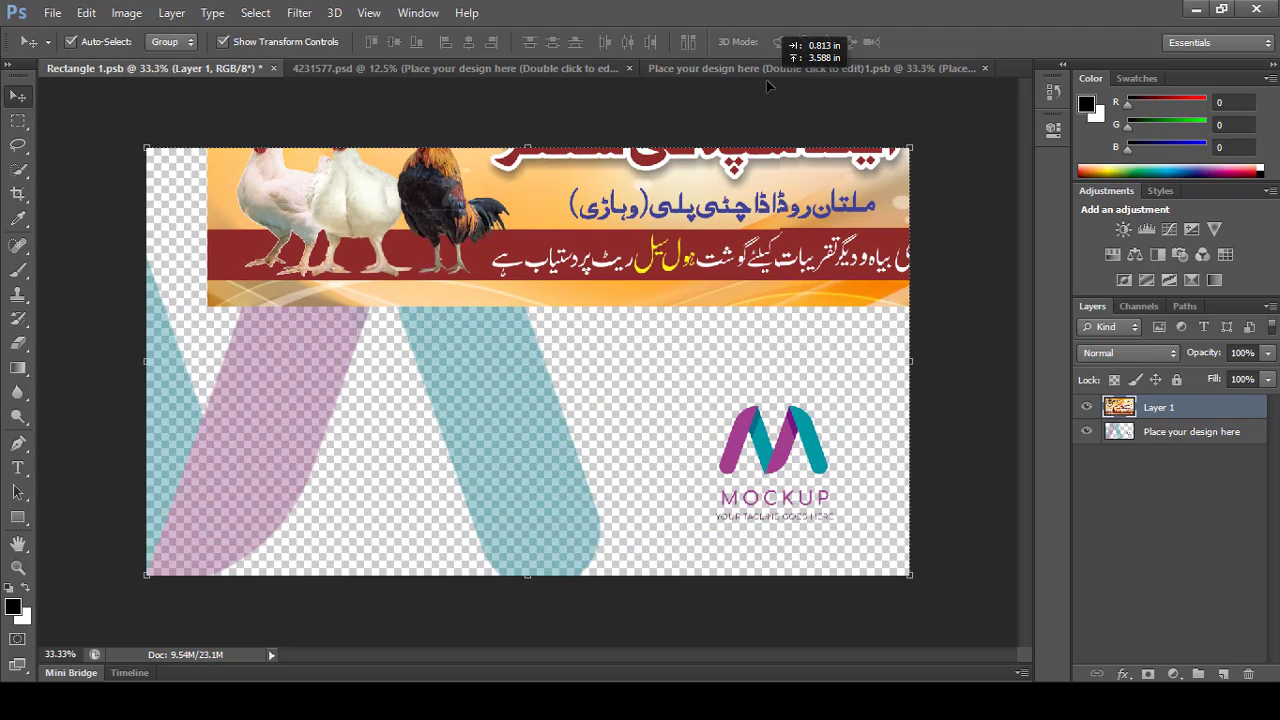 Ps File Edit Image Layer Type Select Filter 3D View Window Help
Auto-Select: Group Show Transform Controls 3D Mode: Essentials
→|: 0.813 in
3.588 in
Rectangle 1.psb @ 33.3% (Layer 1, RGB/8*) * × 4231577.psd @ 12.5% (Place your design here (Double click to ed... × Place your design here (Double click to edit)1.psb @ 33.3% (Place... ×
Color Swatches
R 0
G 0
B 0
Adjustments Styles
Add an adjustment
Layers Channels Paths
Kind
Normal Opacity: 100%
Lock: Fill: 100%
Layer 1
Place your design here
ملتان روڈ اڈا چٹی پلی (وہاڑی)
بیاہ و دیگر تقریبات کیلئے گوشت ہول سیل ریٹ پر دستیاب ہے
MOCKUP
YOUR TAGLINE GOES HERE
33.33% Doc: 9.54M/23.1M
Mini Bridge Timeline